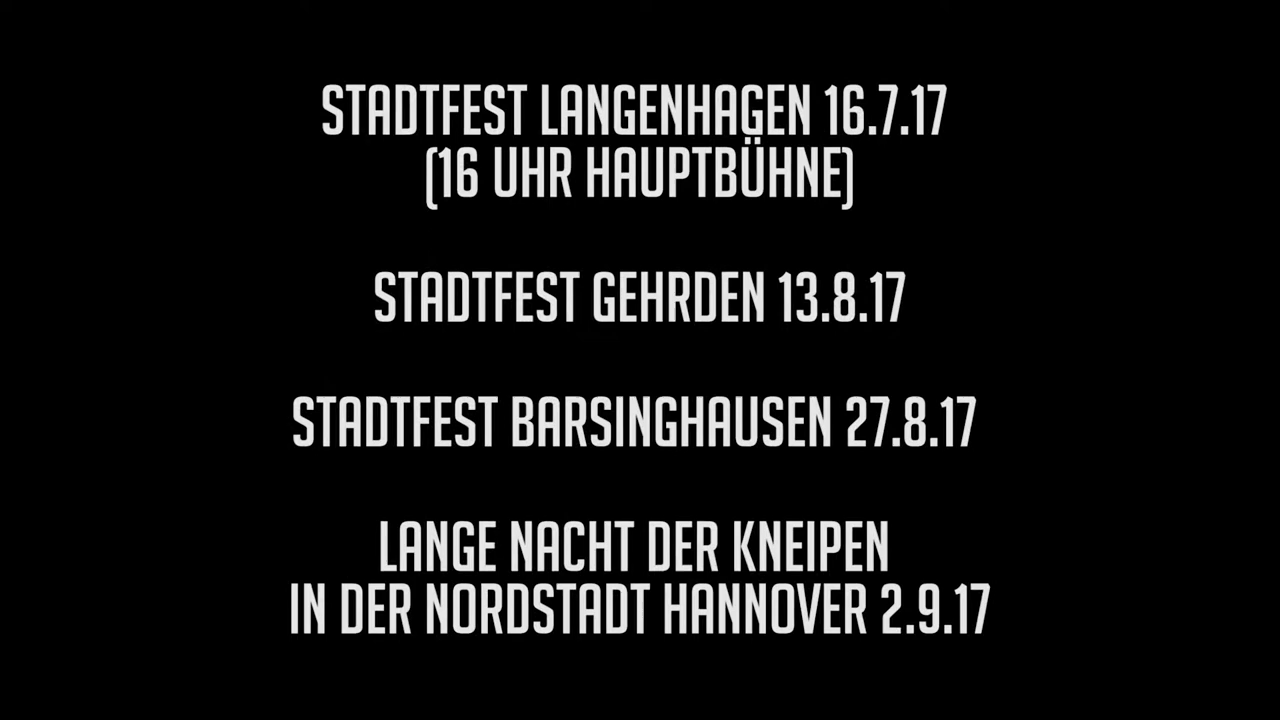 STADTFEST LANGENHAGEN 16.7.17
(16 UHR HAUPTBÜHNE)
STADTFEST GEHRDEN 13.8.17
STADTFEST BARSINGHAUSEN 27.8.17
LANGE NACHT DER KNEIPEN
IN DER NORDSTADT HANNOVER 2.9.17